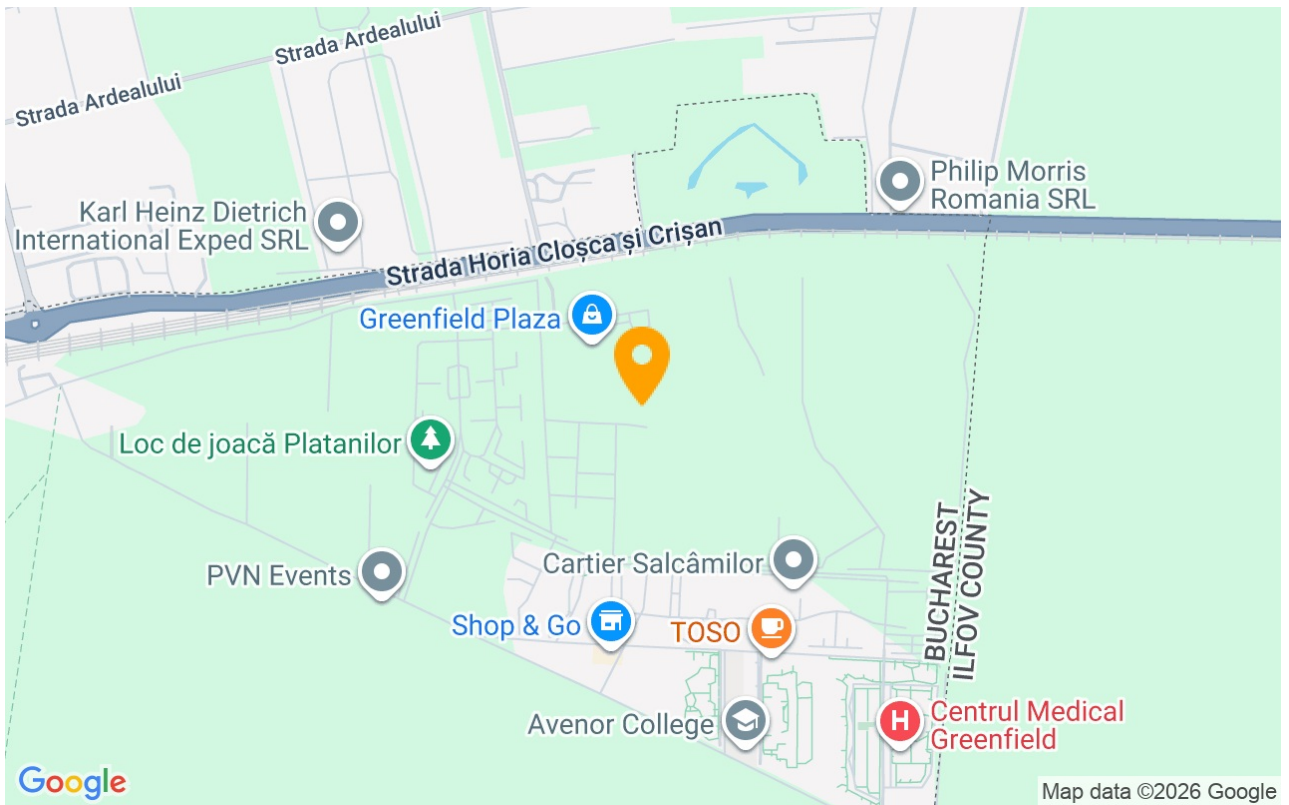 Strada Ardealului
Strada Ardealului
Philip Morris
Romania SRL
Karl Heinz Dietrich
International Exped SRL
Strada Horia Cloșca și Crișan
Greenfield Plaza
Loc de joacă Platanilor
BUCHAREST
ILFOV COUNTY
Cartier Salcâmilor
PVN Events
Shop & Go
TOSO
Avenor College
H
Centrul Medical
Greenfield
Google
Map data ©2026 Google